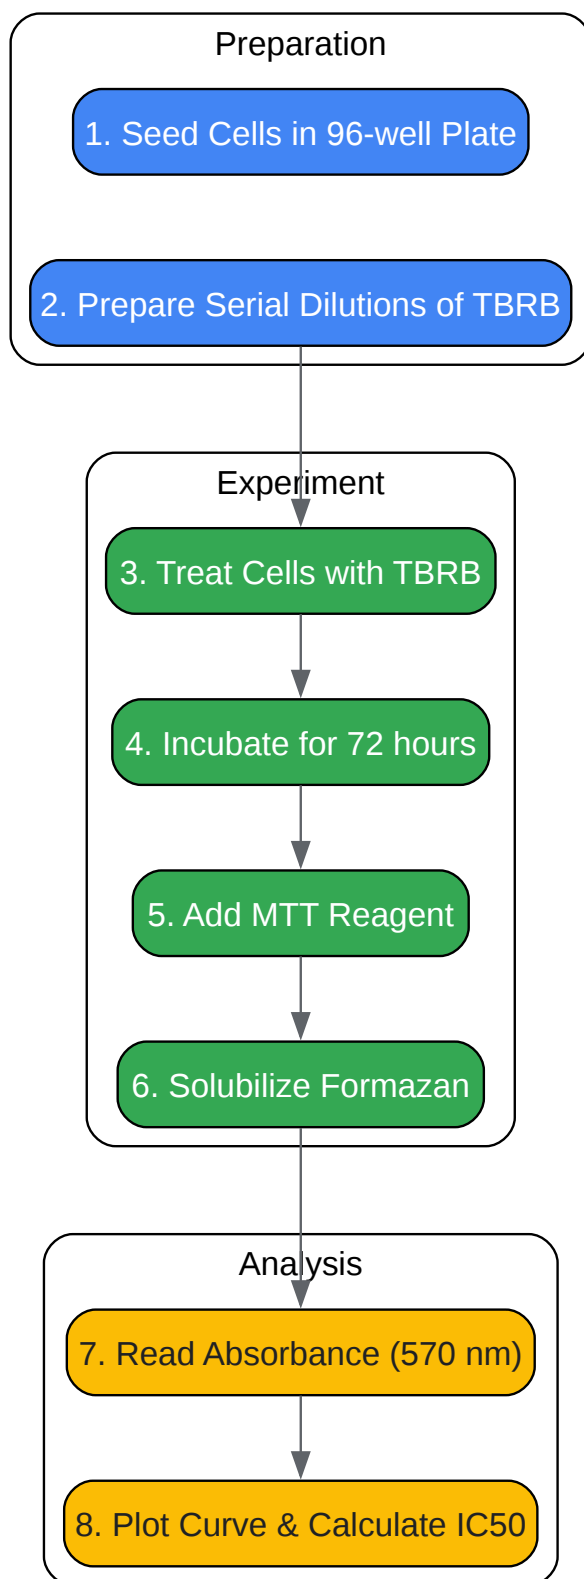 Preparation
1. Seed Cells in 96-well Plate
2. Prepare Serial Dilutions of TBRB
Experiment
3. Treat Cells with TBRB
4. Incubate for 72 hours
5. Add MTT Reagent
6. Solubilize Formazan
Analysis
7. Read Absorbance (570 nm)
8. Plot Curve & Calculate IC50